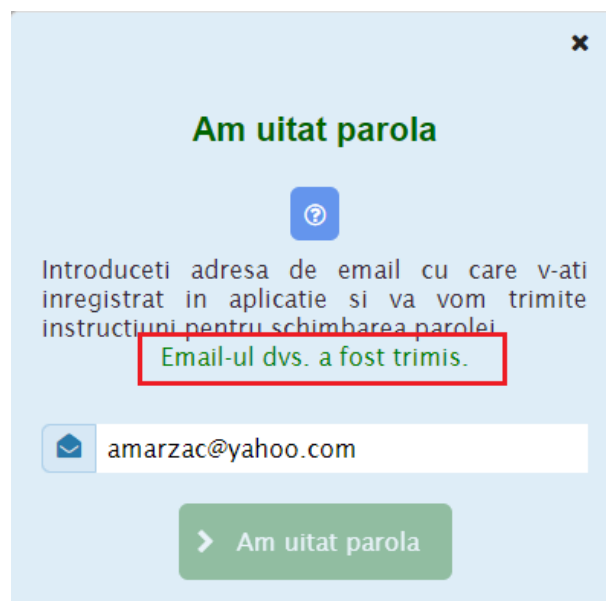 Am uitat parola
Introduceti adresa de email cu care v-ati
inregistrat in aplicatie si va vom trimite
instructiuni pentru schimbarea parolei.
Email-ul dvs. a fost trimis.
amarzac@yahoo.com
Am uitat parola